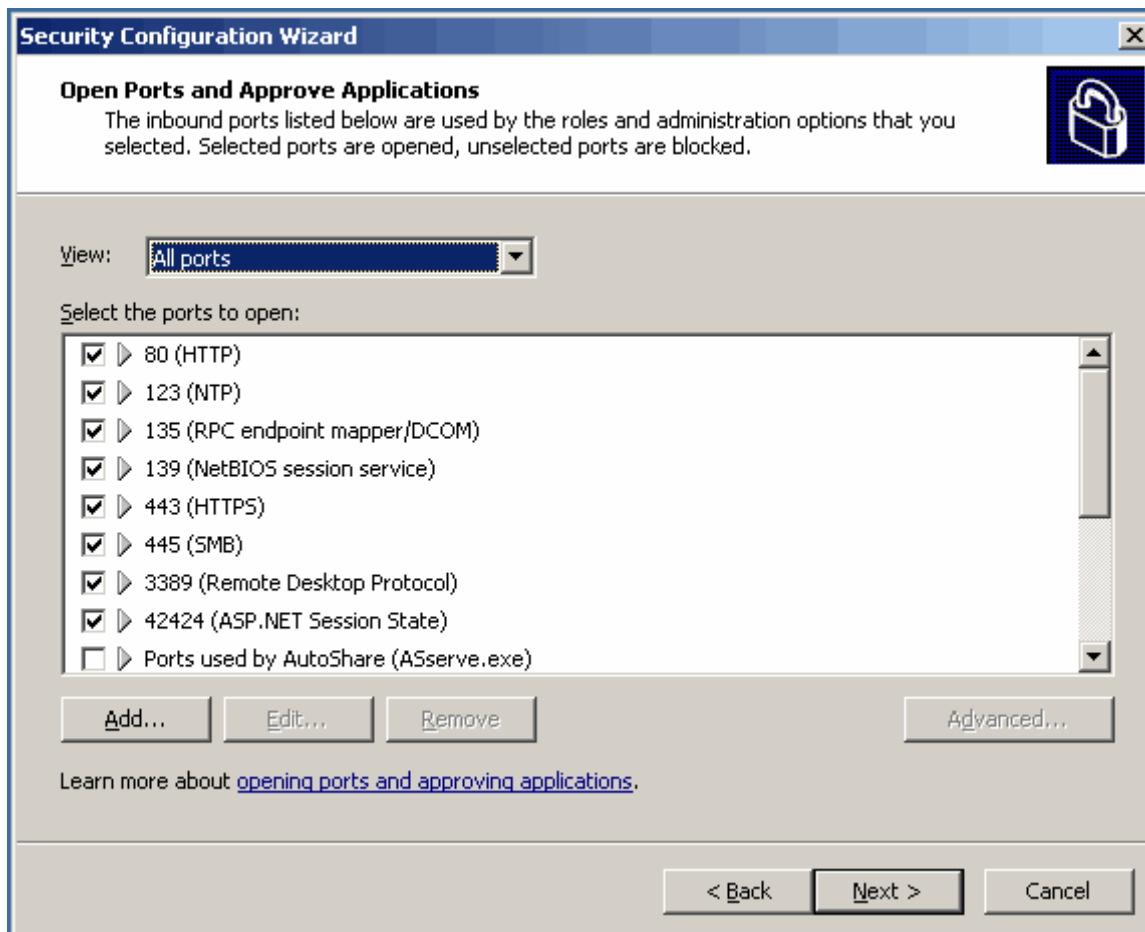 Security Configuration Wizard
Open Ports and Approve Applications
The inbound ports listed below are used by the roles and administration options that you
selected. Selected ports are opened, unselected ports are blocked.
View: All ports
Select the ports to open:
80 (HTTP)
123 (NTP)
135 (RPC endpoint mapper/DCOM)
139 (NetBIOS session service)
443 (HTTPS)
445 (SMB)
3389 (Remote Desktop Protocol)
42424 (ASP.NET Session State)
Ports used by AutoShare (ASserve.exe)
Add... Edit... Remove Advanced...
Learn more about opening ports and approving applications.
< Back Next > Cancel